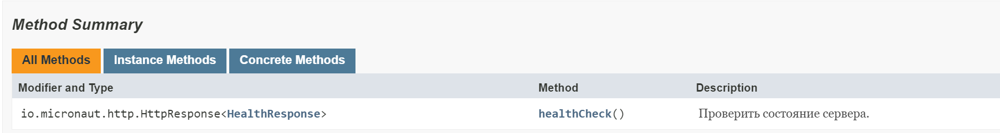 Method Summary
All Methods Instance Methods Concrete Methods
Modifier and Type Method Description
io.micronaut.http.HttpResponse<HealthResponse> healthCheck() Проверить состояние сервера.